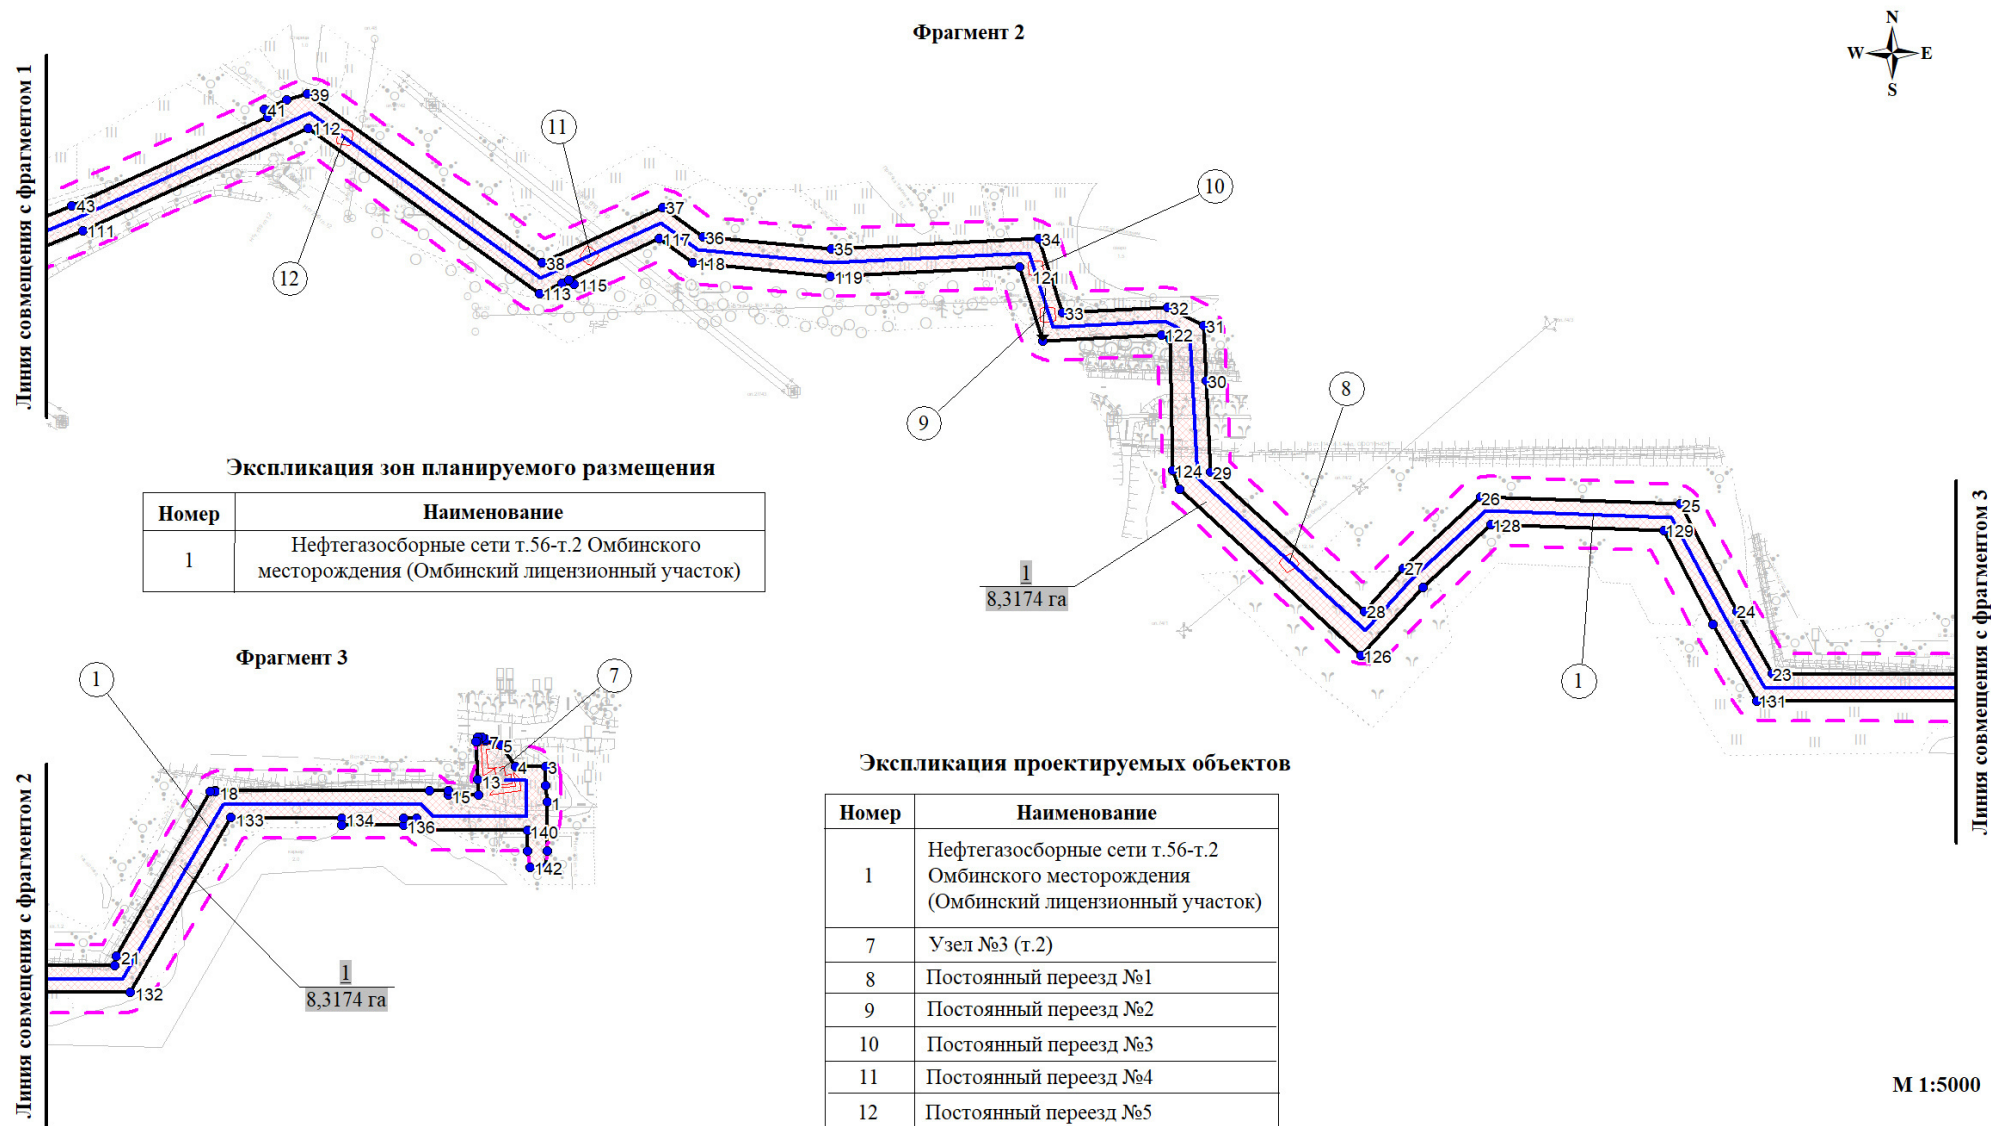 Фрагмент 2
N
W E
S
Линия совмещения с фрагментом 1
41
39
112
43
111
12
11
38
113
115
37
36
117
118
35
119
34
10
121
33
32
31
122
30
9
8
124
29
26
25
128
129
27
28
126
24
23
131
1
1
8,3174 га
Линия совмещения с фрагментом 3
Экспликация зон планируемого размещения
Номер Наименование
1 Нефтегазосборные сети т.56-т.2 Омбинского
месторождения (Омбинский лицензионный участок)
Фрагмент 3
Линия совмещения с фрагментом 2
1
7
7
5
4
3
13
15
1
18
133
134
136
140
142
21
132
1
8,3174 га
Экспликация проектируемых объектов
Номер Наименование
1 Нефтегазосборные сети т.56-т.2
Омбинского месторождения
(Омбинский лицензионный участок)
7 Узел №3 (т.2)
8 Постоянный переезд №1
9 Постоянный переезд №2
10 Постоянный переезд №3
11 Постоянный переезд №4
12 Постоянный переезд №5
М 1:5000